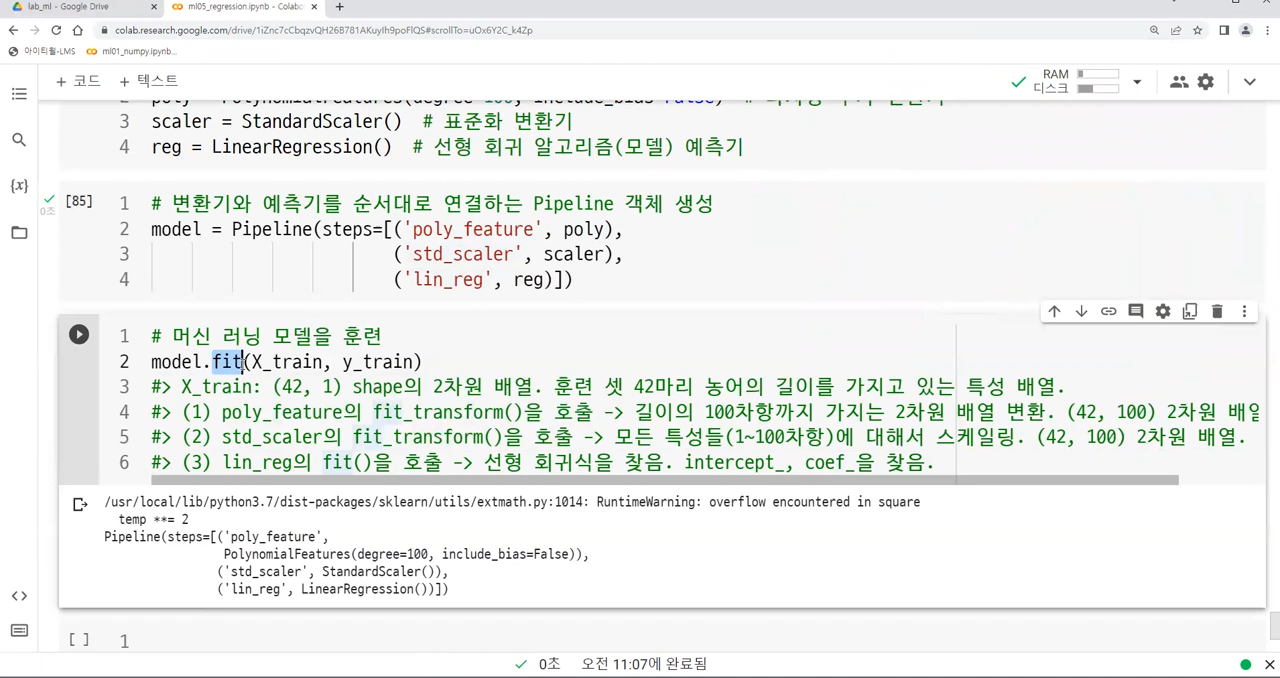 lab_ml - Google Drive
ml05_regression.ipynb - Colabo
colab.research.google.com/drive/1iZnc7cCbqzvQH26B781AKuyIh9poFlQS#scrollTo=uOx6Y2C_k4Zp
아이티윌-LMS
ml01_numpy.ipynb...
+ 코드 + 텍스트
RAM
디스크
3 scaler = StandardScaler() # 표준화 변환기
4 reg = LinearRegression() # 선형 회귀 알고리즘(모델) 예측기
[85]
0초
1 # 변환기와 예측기를 순서대로 연결하는 Pipeline 객체 생성
2 model = Pipeline(steps=[('poly_feature', poly),
3 ('std_scaler', scaler),
4 ('lin_reg', reg)])
1 # 머신 러닝 모델을 훈련
2 model.fit(X_train, y_train)
3 #> X_train: (42, 1) shape의 2차원 배열. 훈련 셋 42마리 농어의 길이를 가지고 있는 특성 배열.
4 #> (1) poly_feature의 fit_transform()을 호출 -> 길이의 100차항까지 가지는 2차원 배열 변환. (42, 100) 2차원 배열
5 #> (2) std_scaler의 fit_transform()을 호출 -> 모든 특성들(1~100차항)에 대해서 스케일링. (42, 100) 2차원 배열.
6 #> (3) lin_reg의 fit()을 호출 -> 선형 회귀식을 찾음. intercept_, coef_을 찾음.
/usr/local/lib/python3.7/dist-packages/sklearn/utils/extmath.py:1014: RuntimeWarning: overflow encountered in square
temp **= 2
Pipeline(steps=[('poly_feature',
PolynomialFeatures(degree=100, include_bias=False)),
('std_scaler', StandardScaler()),
('lin_reg', LinearRegression())])
[ ] 1
0초 오전 11:07에 완료됨